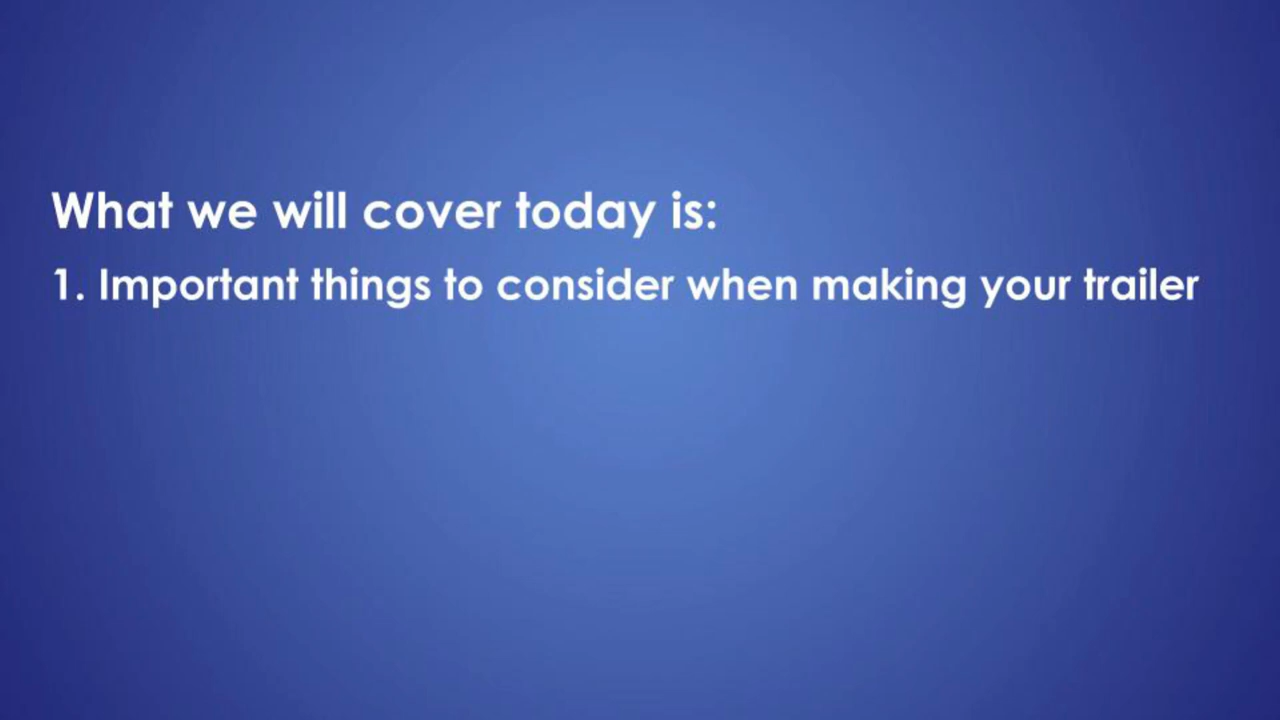 What we will cover today is:
1. Important things to consider when making your trailer